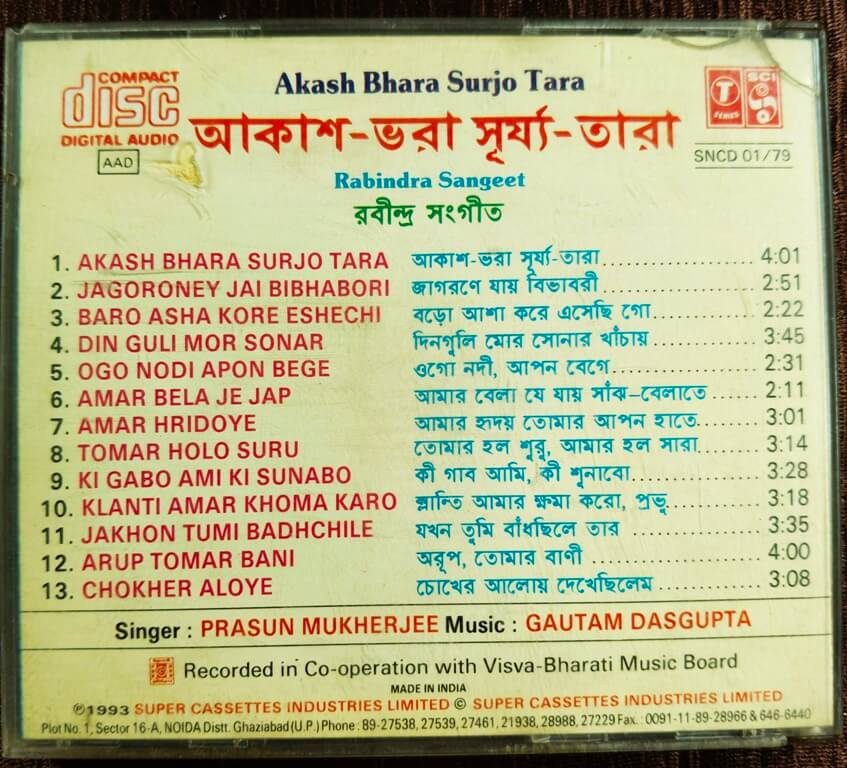 COMPACT
disc
DIGITAL AUDIO
AAD
Akash Bhara Surjo Tara
T
SERIES
SCI
আকাশ-ভরা সূর্য্য-তারা
SNCD 01/79
Rabindra Sangeet
রবীন্দ্র সংগীত
1. AKASH BHARA SURJO TARA আকাশ-ভরা সূর্য্য-তারা.................. 4:01
2. JAGORONEY JAI BIBHABORI জাগরণে যায় বিভাবরী .................. 2:51
3. BARO ASHA KORE ESHECHI বড়ো আশা করে এসেছি গো............ 2:22
4. DIN GULI MOR SONAR দিনগুলি মোর সোনার খাঁচায় ............ 3:45
5. OGO NODI APON BEGE ওগো নদী, আপন বেগে................ 2:31
6. AMAR BELA JE JAP আমার বেলা যে যায় সাঁঝ-বেলাতে ...... 2:11
7. AMAR HRIDOYE আমার হৃদয় তোমার আপন হাতে........ 3:01
8. TOMAR HOLO SURU তোমার হল শুরু, আমার হল সারা........ 3:14
9. KI GABO AMI KI SUNABO কী গাব আমি, কী শুনাবো............... 3:28
10. KLANTI AMAR KHOMA KARO ক্লান্তি আমার ক্ষমা করো, প্রভু............ 3:18
11. JAKHON TUMI BADHCHILE যখন তুমি বাঁধছিলে তার ................ 3:35
12. ARUP TOMAR BANI অরূপ, তোমার বাণী .................... 4:00
13. CHOKHER ALOYE চোখের আলোয় দেখেছিলেম ............ 3:08
Singer : PRASUN MUKHERJEE Music : GAUTAM DASGUPTA
Recorded in Co-operation with Visva-Bharati Music Board
MADE IN INDIA
℗1993 SUPER CASSETTES INDUSTRIES LIMITED © SUPER CASSETTES INDUSTRIES LIMITED
Plot No. 1, Sector 16-A, NOIDA Distt. Ghaziabad (U.P.) Phone : 89-27538, 27539, 27461, 21938, 28988, 27229 Fax. : 0091-11-89-28966 & 646-6440